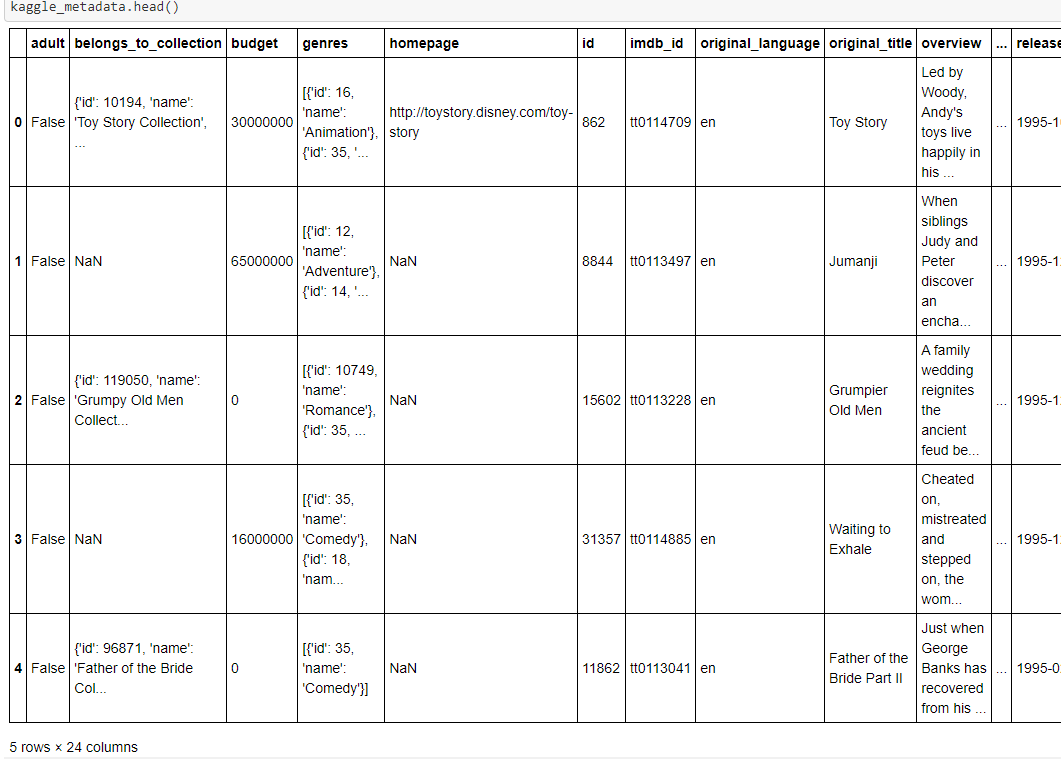 kaggle_metadata.head()
adult belongs_to_collection budget genres homepage id imdb_id original_language original_title overview ... release
0 False {'id': 10194, 'name': 'Toy Story Collection', ... 30000000 [{'id': 16, 'name': 'Animation'}, {'id': 35, '... http://toystory.disney.com/toy-story 862 tt0114709 en Toy Story Led by Woody, Andy's toys live happily in his ... ... 1995-1
1 False NaN 65000000 [{'id': 12, 'name': 'Adventure'}, {'id': 14, '... NaN 8844 tt0113497 en Jumanji When siblings Judy and Peter discover an encha... ... 1995-1
2 False {'id': 119050, 'name': 'Grumpy Old Men Collect... 0 [{'id': 10749, 'name': 'Romance'}, {'id': 35, ... NaN 15602 tt0113228 en Grumpier Old Men A family wedding reignites the ancient feud be... ... 1995-1
3 False NaN 16000000 [{'id': 35, 'name': 'Comedy'}, {'id': 18, 'nam... NaN 31357 tt0114885 en Waiting to Exhale Cheated on, mistreated and stepped on, the wom... ... 1995-1
4 False {'id': 96871, 'name': 'Father of the Bride Col... 0 [{'id': 35, 'name': 'Comedy'}] NaN 11862 tt0113041 en Father of the Bride Part II Just when George Banks has recovered from his ... ... 1995-0
5 rows × 24 columns